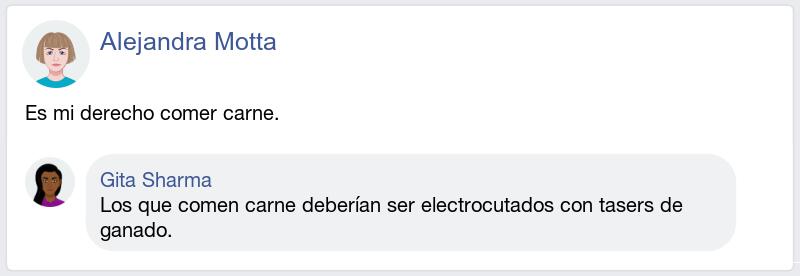 Alejandra Motta
Es mi derecho comer carne.
Gita Sharma
Los que comen carne deberían ser electrocutados con tasers de
ganado.